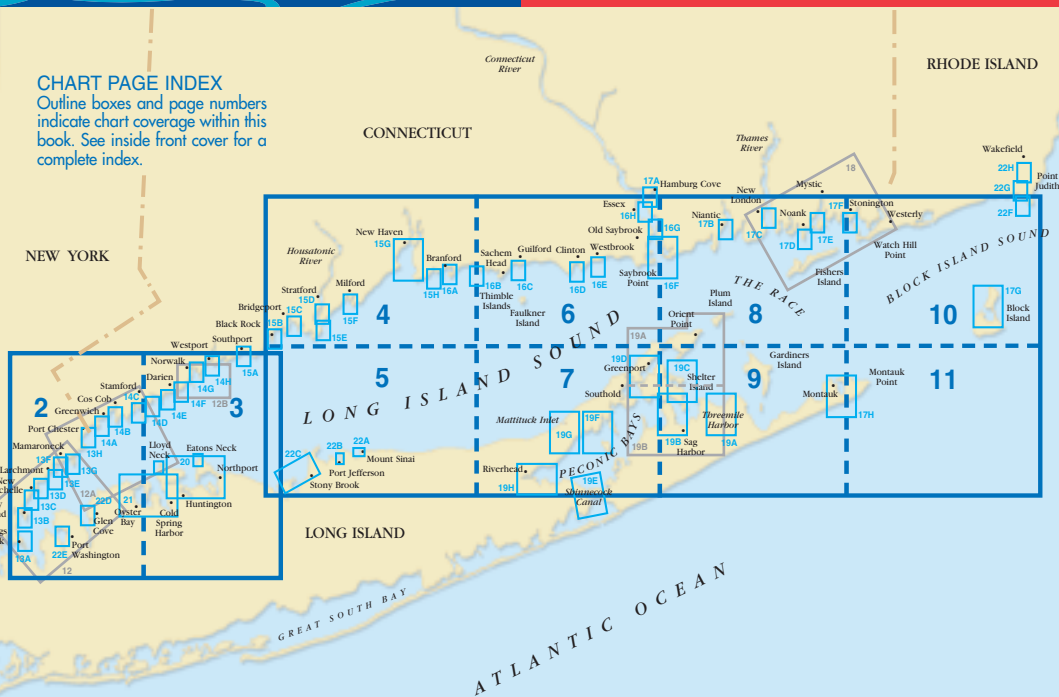 CHART PAGE INDEX
Outline boxes and page numbers
indicate chart coverage within this
book. See inside front cover for a
complete index.
Connecticut
River
RHODE ISLAND
CONNECTICUT
Thames
River
Wakefield
22H
Point
Judith
22G
22F
18
17A
Hamburg Cove
Essex
16H
16G
New
London
Mystic
Niantic
17B
17C
Noank
17D
17E
17F
Stonington
Westerly
Watch Hill
Point
Fishers
Island
BLOCK ISLAND SOUND
NEW YORK
Housatonic
River
New Haven
15G
Branford
15H
16A
Sachem
Head
16B
Thimble
Islands
Guilford
16C
Clinton
16D
Westbrook
16E
Old Saybrook
Saybrook
Point
16F
Faulkner
Island
THE RACE
Plum
Island
Orient
Point
17G
Block
Island
Milford
15F
Stratford
15D
15E
Bridgeport
15C
15B
Black Rock
Southport
15A
4
6
8
10
Westport
14H
Norwalk
14G
12B
Darien
14F
14E
Stamford
14C
14D
Cos Cob
14B
Greenwich
14A
Port Chester
13H
Mamaroneck
13F
13G
Larchmont
13E
13D
13C
13B
13A
2
3
5
7
9
11
LONG ISLAND SOUND
19A
19D
Greenport
19C
Shelter
Island
Southold
Gardiners
Island
Montauk
Point
Montauk
17H
Mattituck Inlet
19G
19F
19B
19B
Sag
Harbor
Threemile
Harbor
19A
PECONIC BAYS
Riverhead
19H
19E
Shinnecock
Canal
22C
Stony Brook
22B
Port Jefferson
22A
Mount Sinai
Lloyd
Neck
Eatons Neck
20
Northport
Huntington
21
Oyster
Bay
Cold
Spring
Harbor
12A
22D
Glen
Cove
22E
Port
Washington
12
LONG ISLAND
GREAT SOUTH BAY
ATLANTIC OCEAN